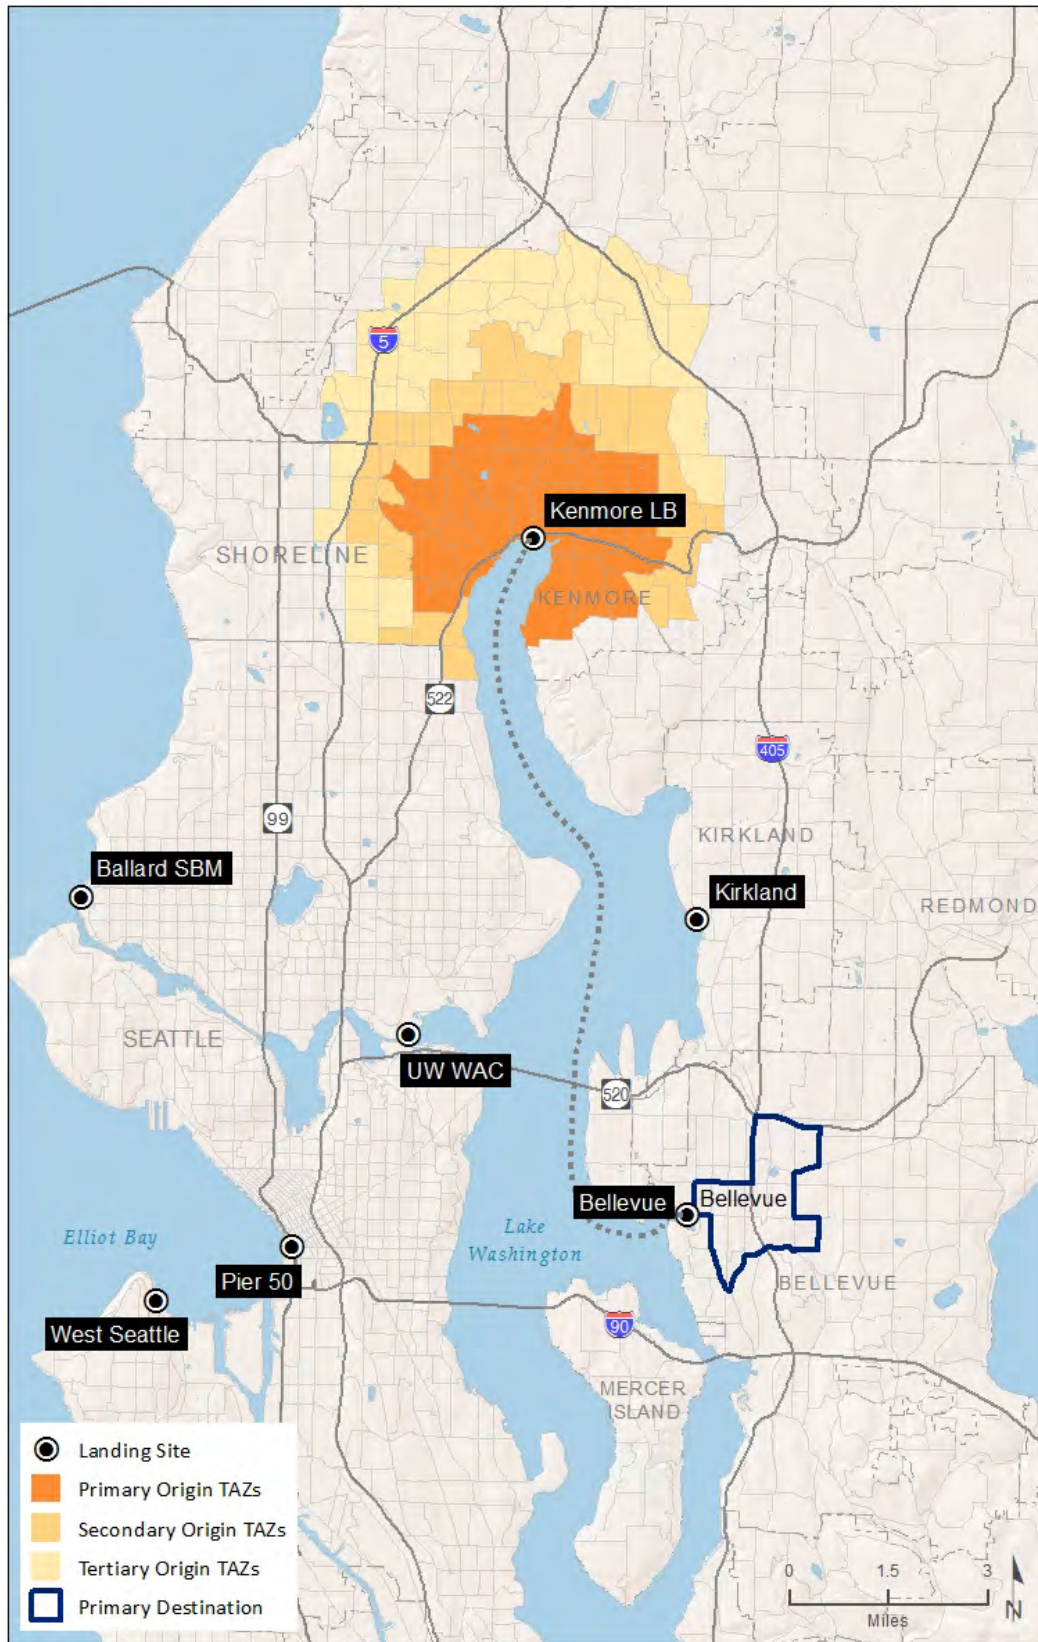 5
Kenmore LB
SHORELINE
KENMORE
522
405
99
KIRKLAND
Ballard SBM
Kirkland
REDMOND
SEATTLE
UW WAC
520
Bellevue
Bellevue
Elliot Bay
Lake
Washington
Pier 50
BELLEVUE
West Seattle
90
MERCER
ISLAND
Landing Site
Primary Origin TAZs
Secondary Origin TAZs
Tertiary Origin TAZs
Primary Destination
0 1.5 3
Miles
N